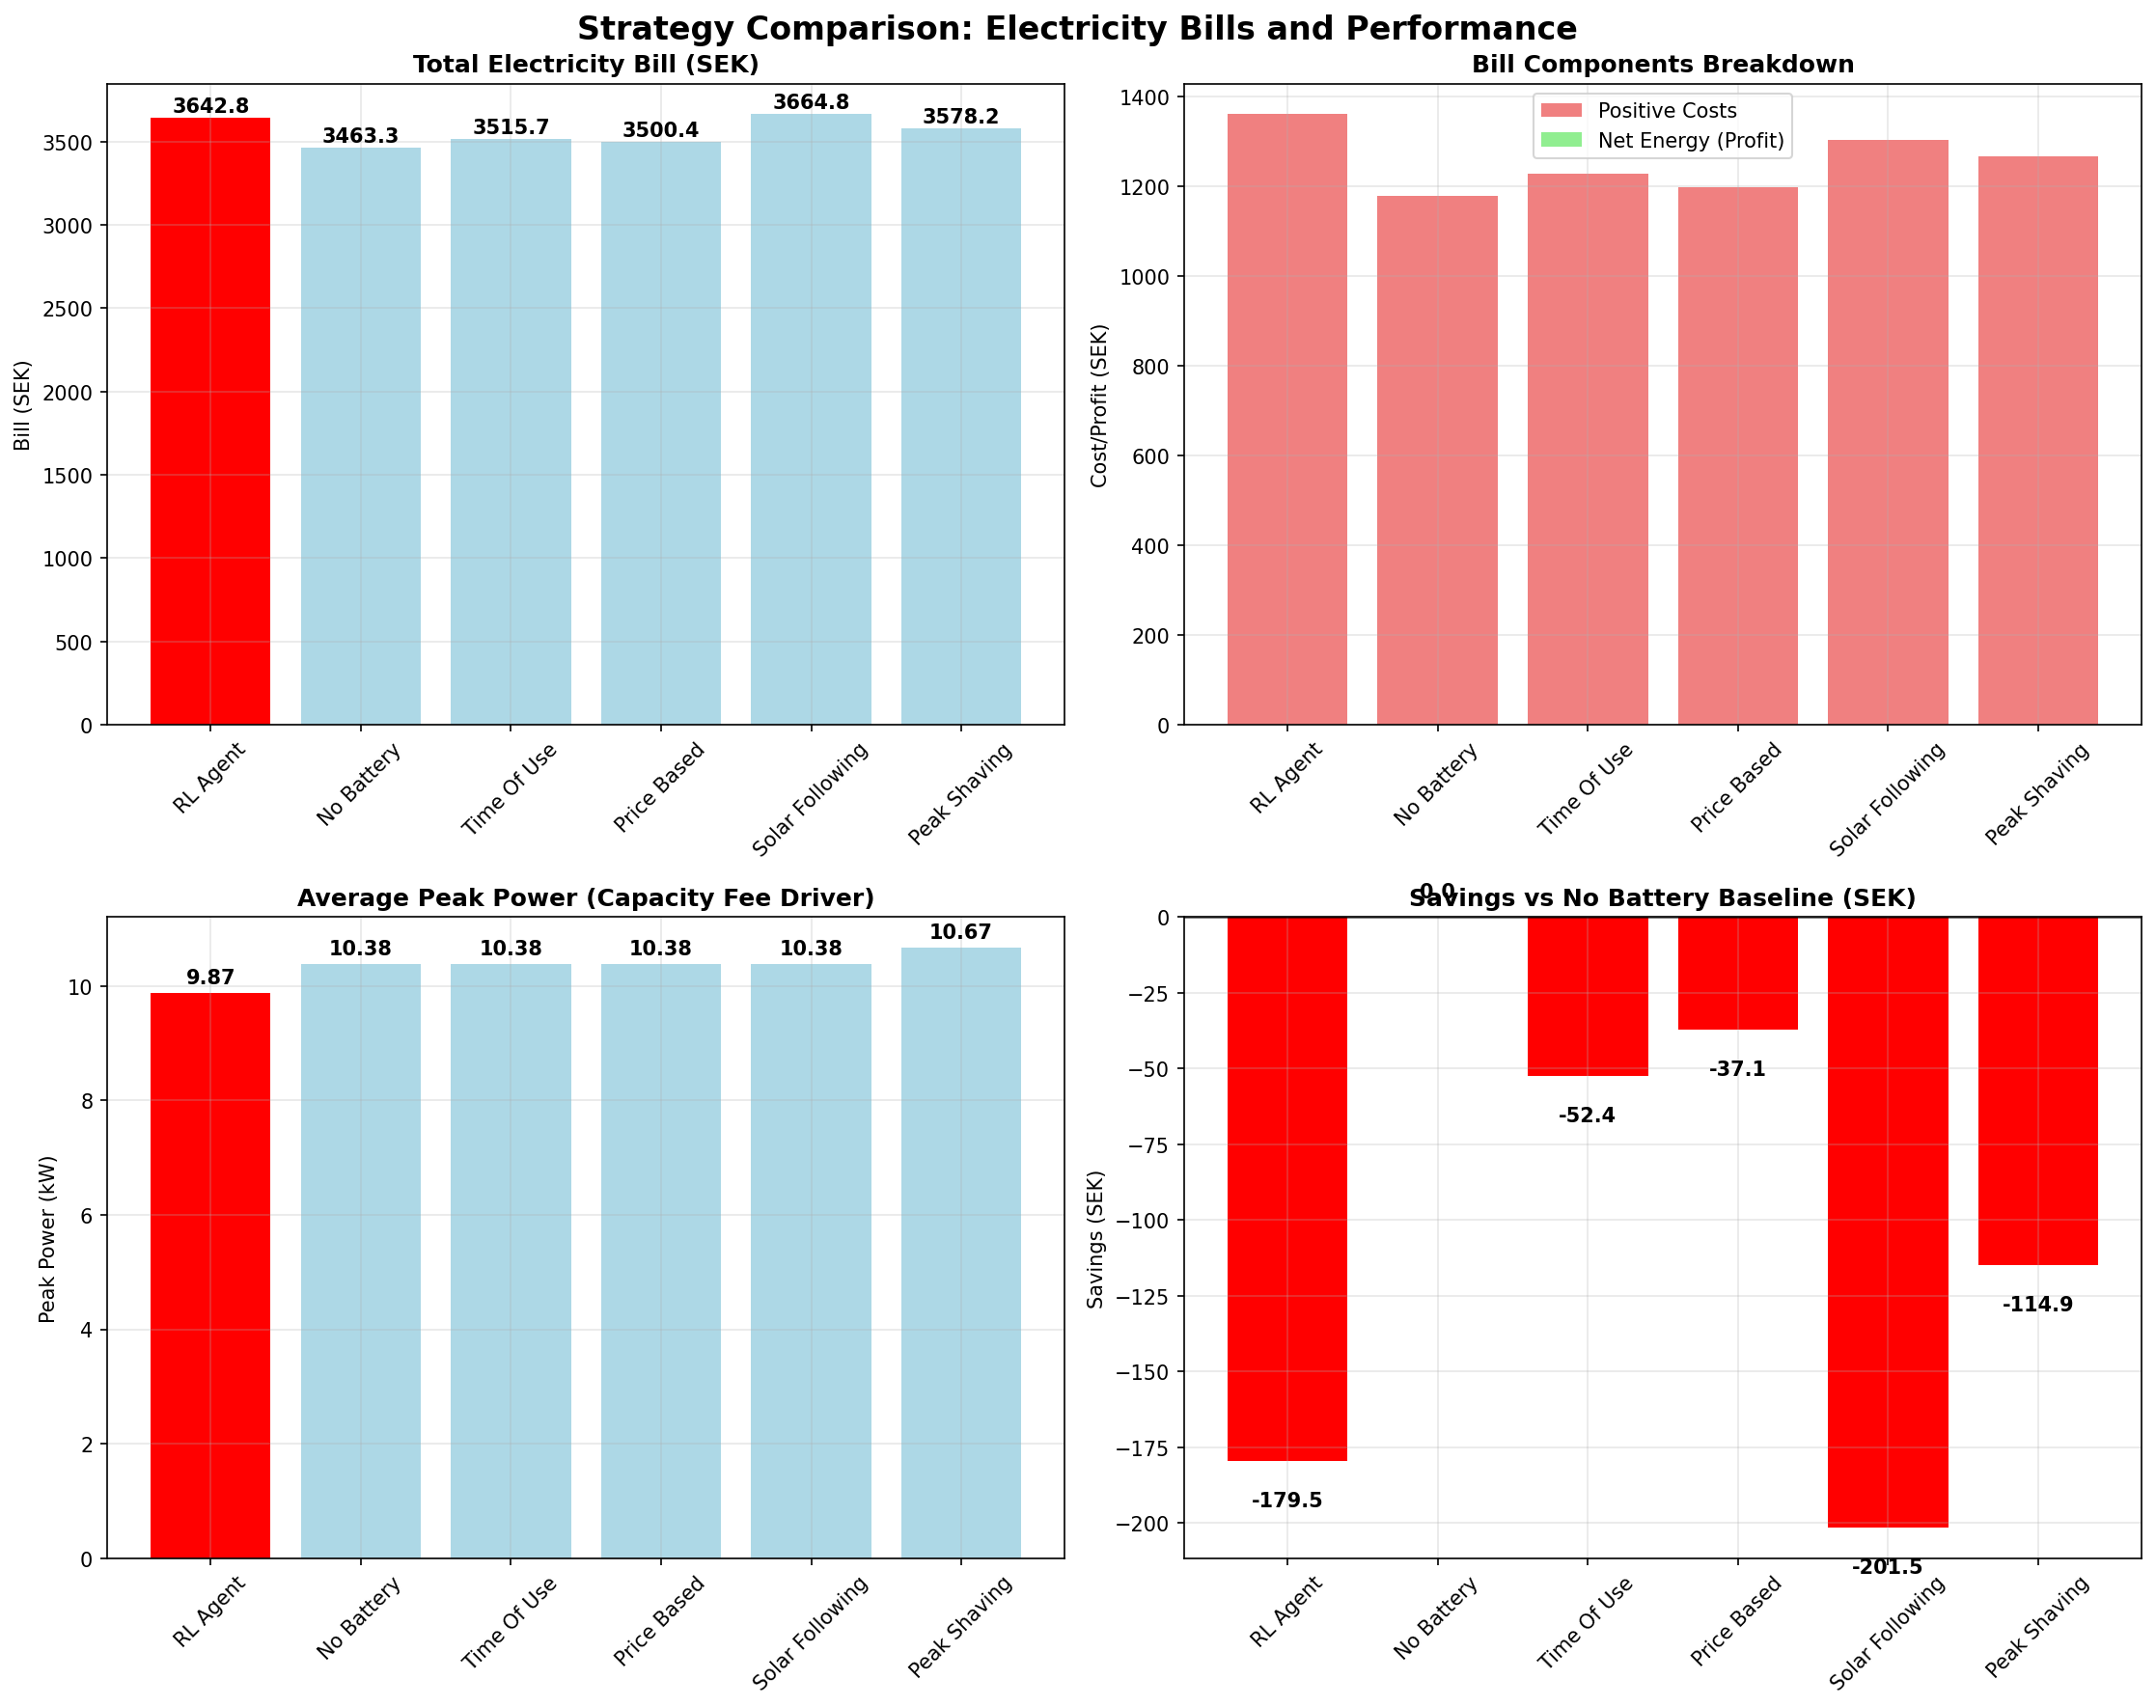 Strategy Comparison: Electricity Bills and Performance
Total Electricity Bill (SEK)
Bill (SEK)
3500
3000
2500
2000
1500
1000
500
0
3642.8
3463.3
3515.7
3500.4
3664.8
3578.2
RL Agent
No Battery
Time Of Use
Price Based
Solar Following
Peak Shaving
Bill Components Breakdown
Cost/Profit (SEK)
1400
1200
1000
800
600
400
200
0
Positive Costs
Net Energy (Profit)
RL Agent
No Battery
Time Of Use
Price Based
Solar Following
Peak Shaving
Average Peak Power (Capacity Fee Driver)
Peak Power (kW)
10
8
6
4
2
0
9.87
10.38
10.38
10.38
10.38
10.67
RL Agent
No Battery
Time Of Use
Price Based
Solar Following
Peak Shaving
Savings vs No Battery Baseline (SEK)
Savings (SEK)
0
−25
−50
−75
−100
−125
−150
−175
−200
-179.5
0.0
-52.4
-37.1
-201.5
-114.9
RL Agent
No Battery
Time Of Use
Price Based
Solar Following
Peak Shaving